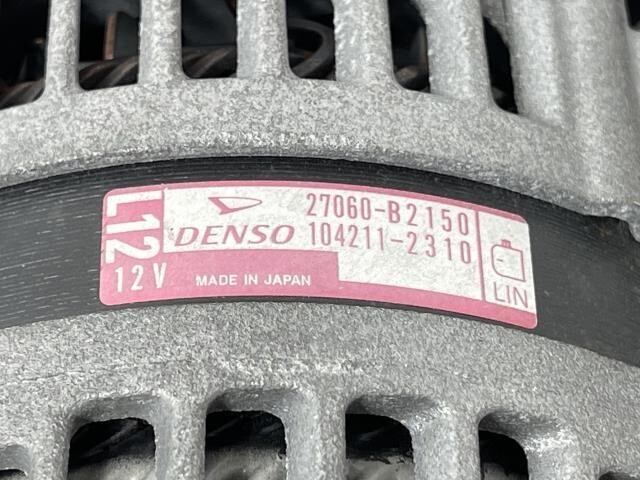 L12
27060-B2150
DENSO 104211-2310
12V MADE IN JAPAN
LIN